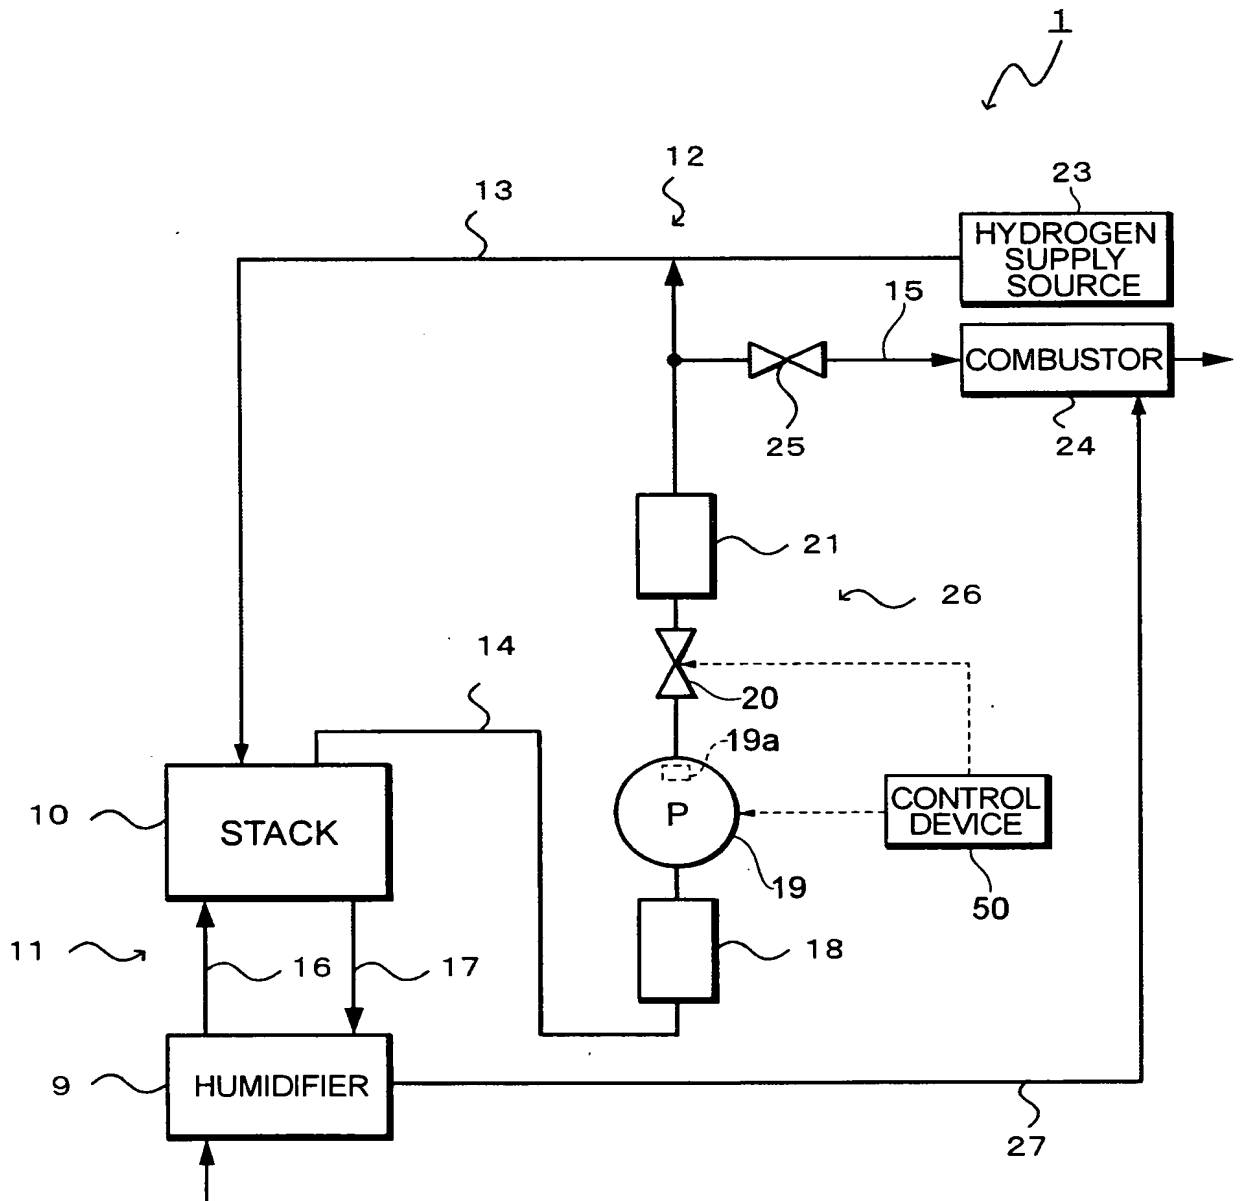 1
12
13
23
HYDROGEN
SUPPLY
SOURCE
15
COMBUSTOR
25
24
21
26
14
20
19a
10
STACK
P
CONTROL
DEVICE
19
50
11
16
17
18
9
HUMIDIFIER
27